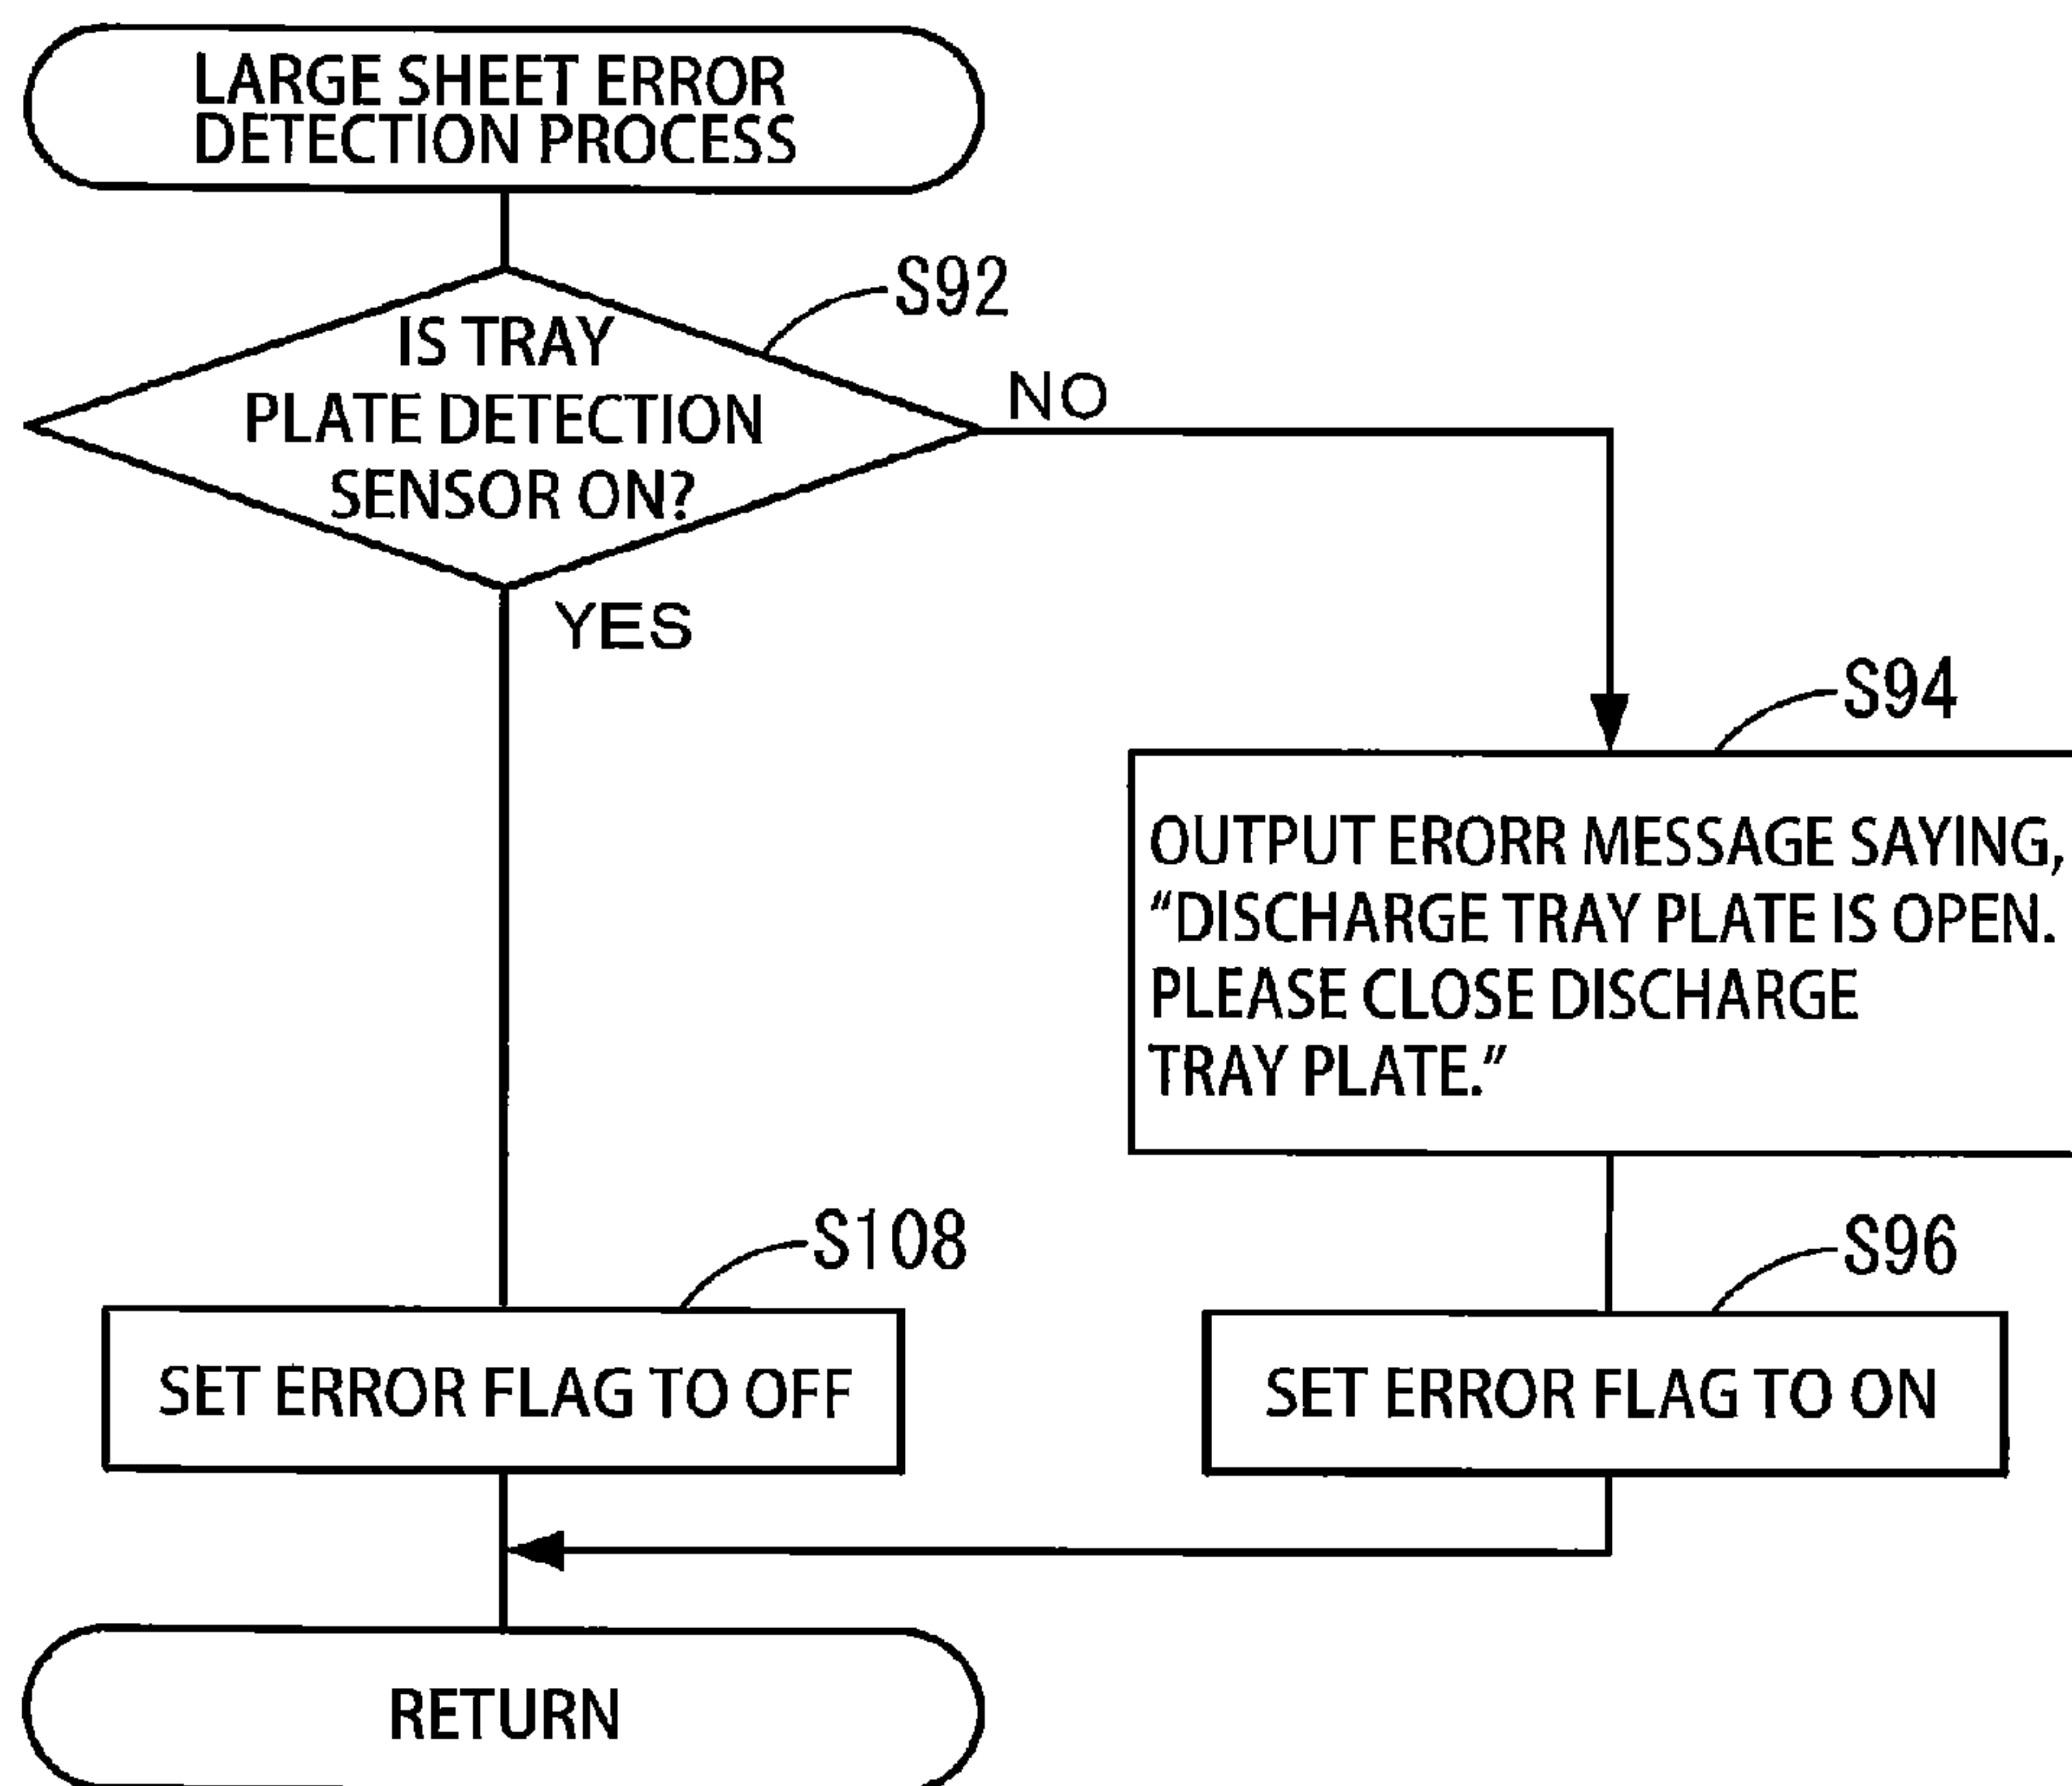 LARGE SHEET ERROR
DETECTION PROCESS
S92
IS TRAY
PLATE DETECTION
SENSOR ON?
NO
YES
S94
OUTPUT ERORR MESSAGE SAYING,
“DISCHARGE TRAY PLATE IS OPEN.
PLEASE CLOSE DISCHARGE
TRAY PLATE.”
S108
SET ERROR FLAG TO OFF
S96
SET ERROR FLAG TO ON
RETURN